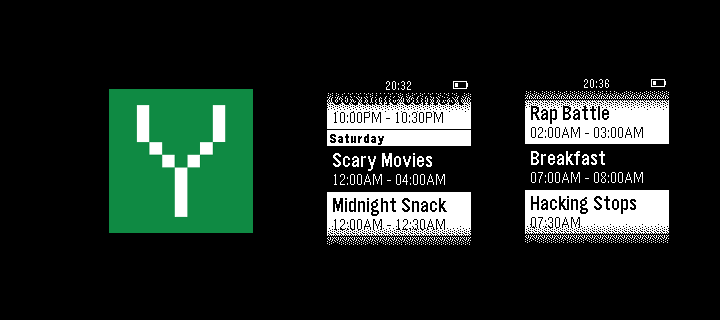 Y
20:32
10:00PM - 10:30PM
Saturday
Scary Movies
12:00AM - 04:00AM
Midnight Snack
12:00AM - 12:30AM
20:36
Rap Battle
02:00AM - 03:00AM
Breakfast
07:00AM - 08:00AM
Hacking Stops
07:30AM